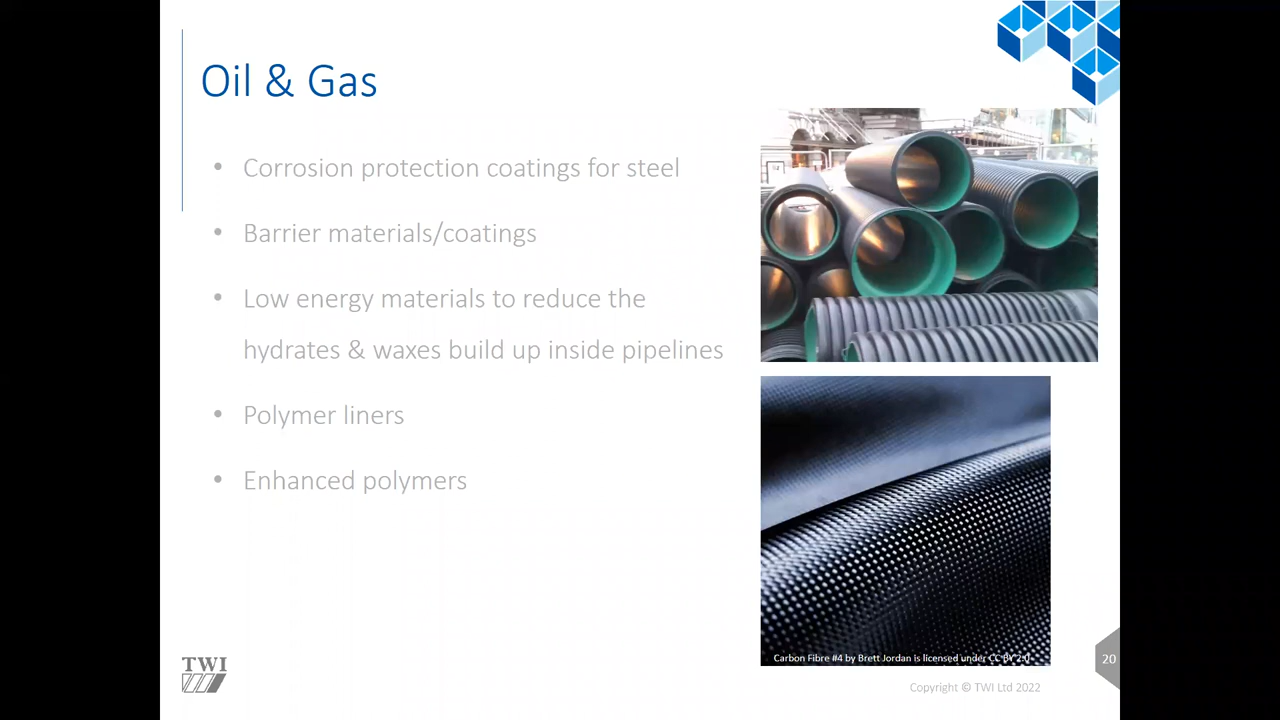 Oil & Gas
• Corrosion protection coatings for steel
• Barrier materials/coatings
• Low energy materials to reduce the
hydrates & waxes build up inside pipelines
• Polymer liners
• Enhanced polymers
Carbon Fibre #4 by Brett Jordan is licensed under CC BY 2.0
TWI
20
Copyright © TWI Ltd 2022